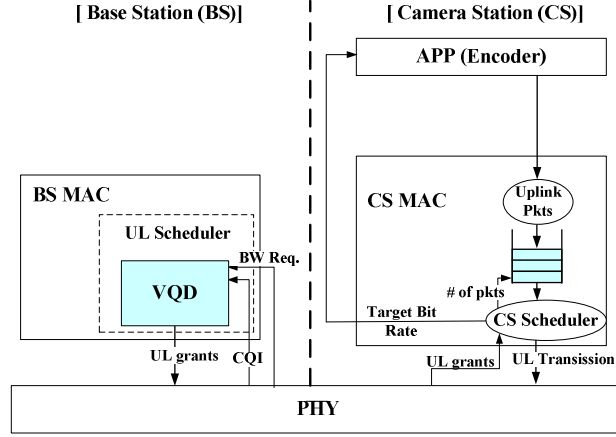 [ Base Station (BS)]
[ Camera Station (CS)]
APP (Encoder)
BS MAC
UL Scheduler
BW Req.
VQD
UL grants
CQI
CS MAC
Uplink
Pkts
# of pkts
Target Bit
Rate
CS Scheduler
UL grants
UL Transission
PHY